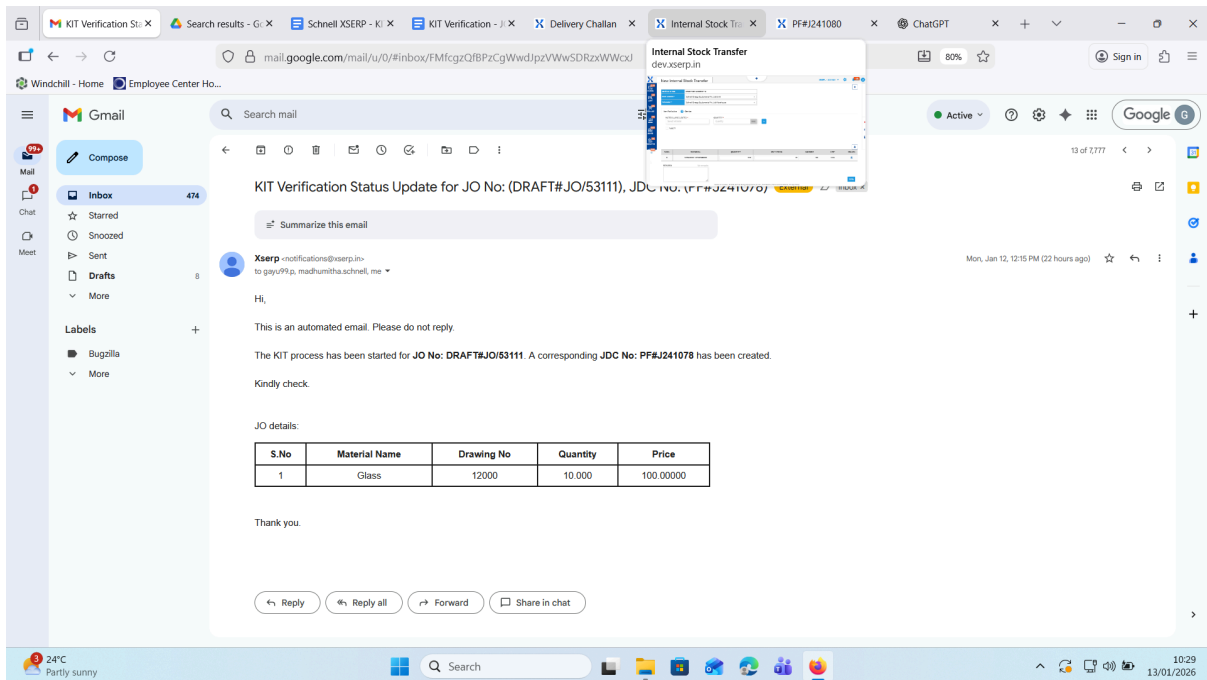 KIT Verification Sta
Search results - Go
Schnell XSERP - KI
KIT Verification - J
Delivery Challan
Internal Stock Tra
PF#J241080
ChatGPT
mail.google.com/mail/u/0/#inbox/FMfcgzQfBPzCgWwdJpzVWwSDRzxWWcxJ
80%
Sign in
Internal Stock Transfer
dev.xserp.in
Windchill - Home
Employee Center Ho...
Gmail
Search mail
Active
Google
G
99+
Mail
Compose
13 of 7,777
Chat
Meet
Inbox 474
Starred
Snoozed
Sent
Drafts 8
More
Labels
Bugzilla
More
KIT Verification Status Update for JO No: (DRAFT#JO/53111), JDC No: (PF#J241078) External Inbox
Summarize this email
Xserp <notifications@xserp.in>
to gayu99.p, madhumitha.schnell, me
Mon, Jan 12, 12:15 PM (22 hours ago)
Hi,
This is an automated email. Please do not reply.
The KIT process has been started for JO No: DRAFT#JO/53111. A corresponding JDC No: PF#J241078 has been created.
Kindly check.
JO details:
S.No Material Name Drawing No Quantity Price
1 Glass 12000 10.000 100.00000
Thank you.
Reply
Reply all
Forward
Share in chat
3
24°C
Partly sunny
Search
10:29
13/01/2026